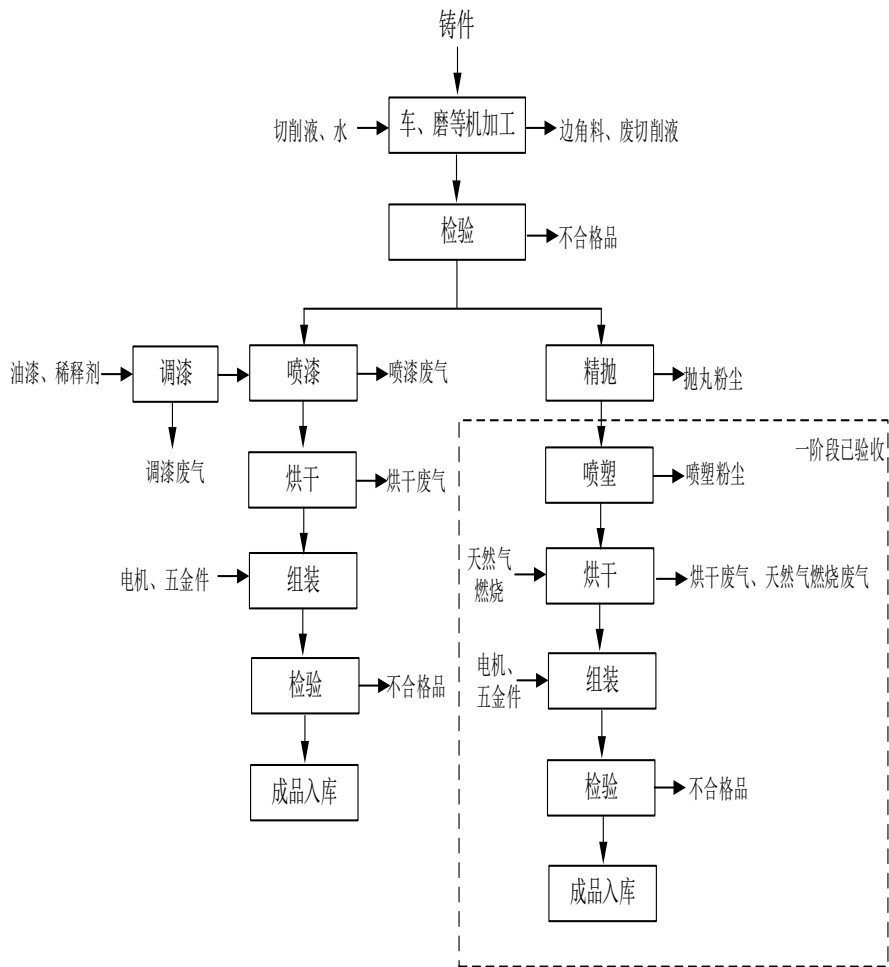 铸件
切削液、水
车、磨等机加工
边角料、废切削液
检验
不合格品
油漆、稀释剂
调漆
喷漆
喷漆废气
精抛
抛丸粉尘
调漆废气
一阶段已验收
烘干
烘干废气
喷塑
喷塑粉尘
电机、五金件
组装
天然气
燃烧
烘干
烘干废气、天然气燃烧废气
检验
不合格品
电机、
五金件
组装
成品入库
检验
不合格品
成品入库